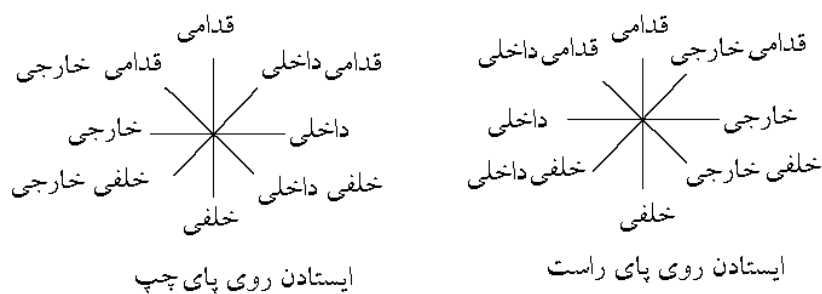 قدامی
قدامی خارجی
قدامی داخلی
خارجی
داخلی
خلفی خارجی
خلفی داخلی
خلفی
ایستادن روی پای راست
قدامی
قدامی داخلی
قدامی خارجی
داخلی
خارجی
خلفی داخلی
خلفی خارجی
خلفی
ایستادن روی پای چپ